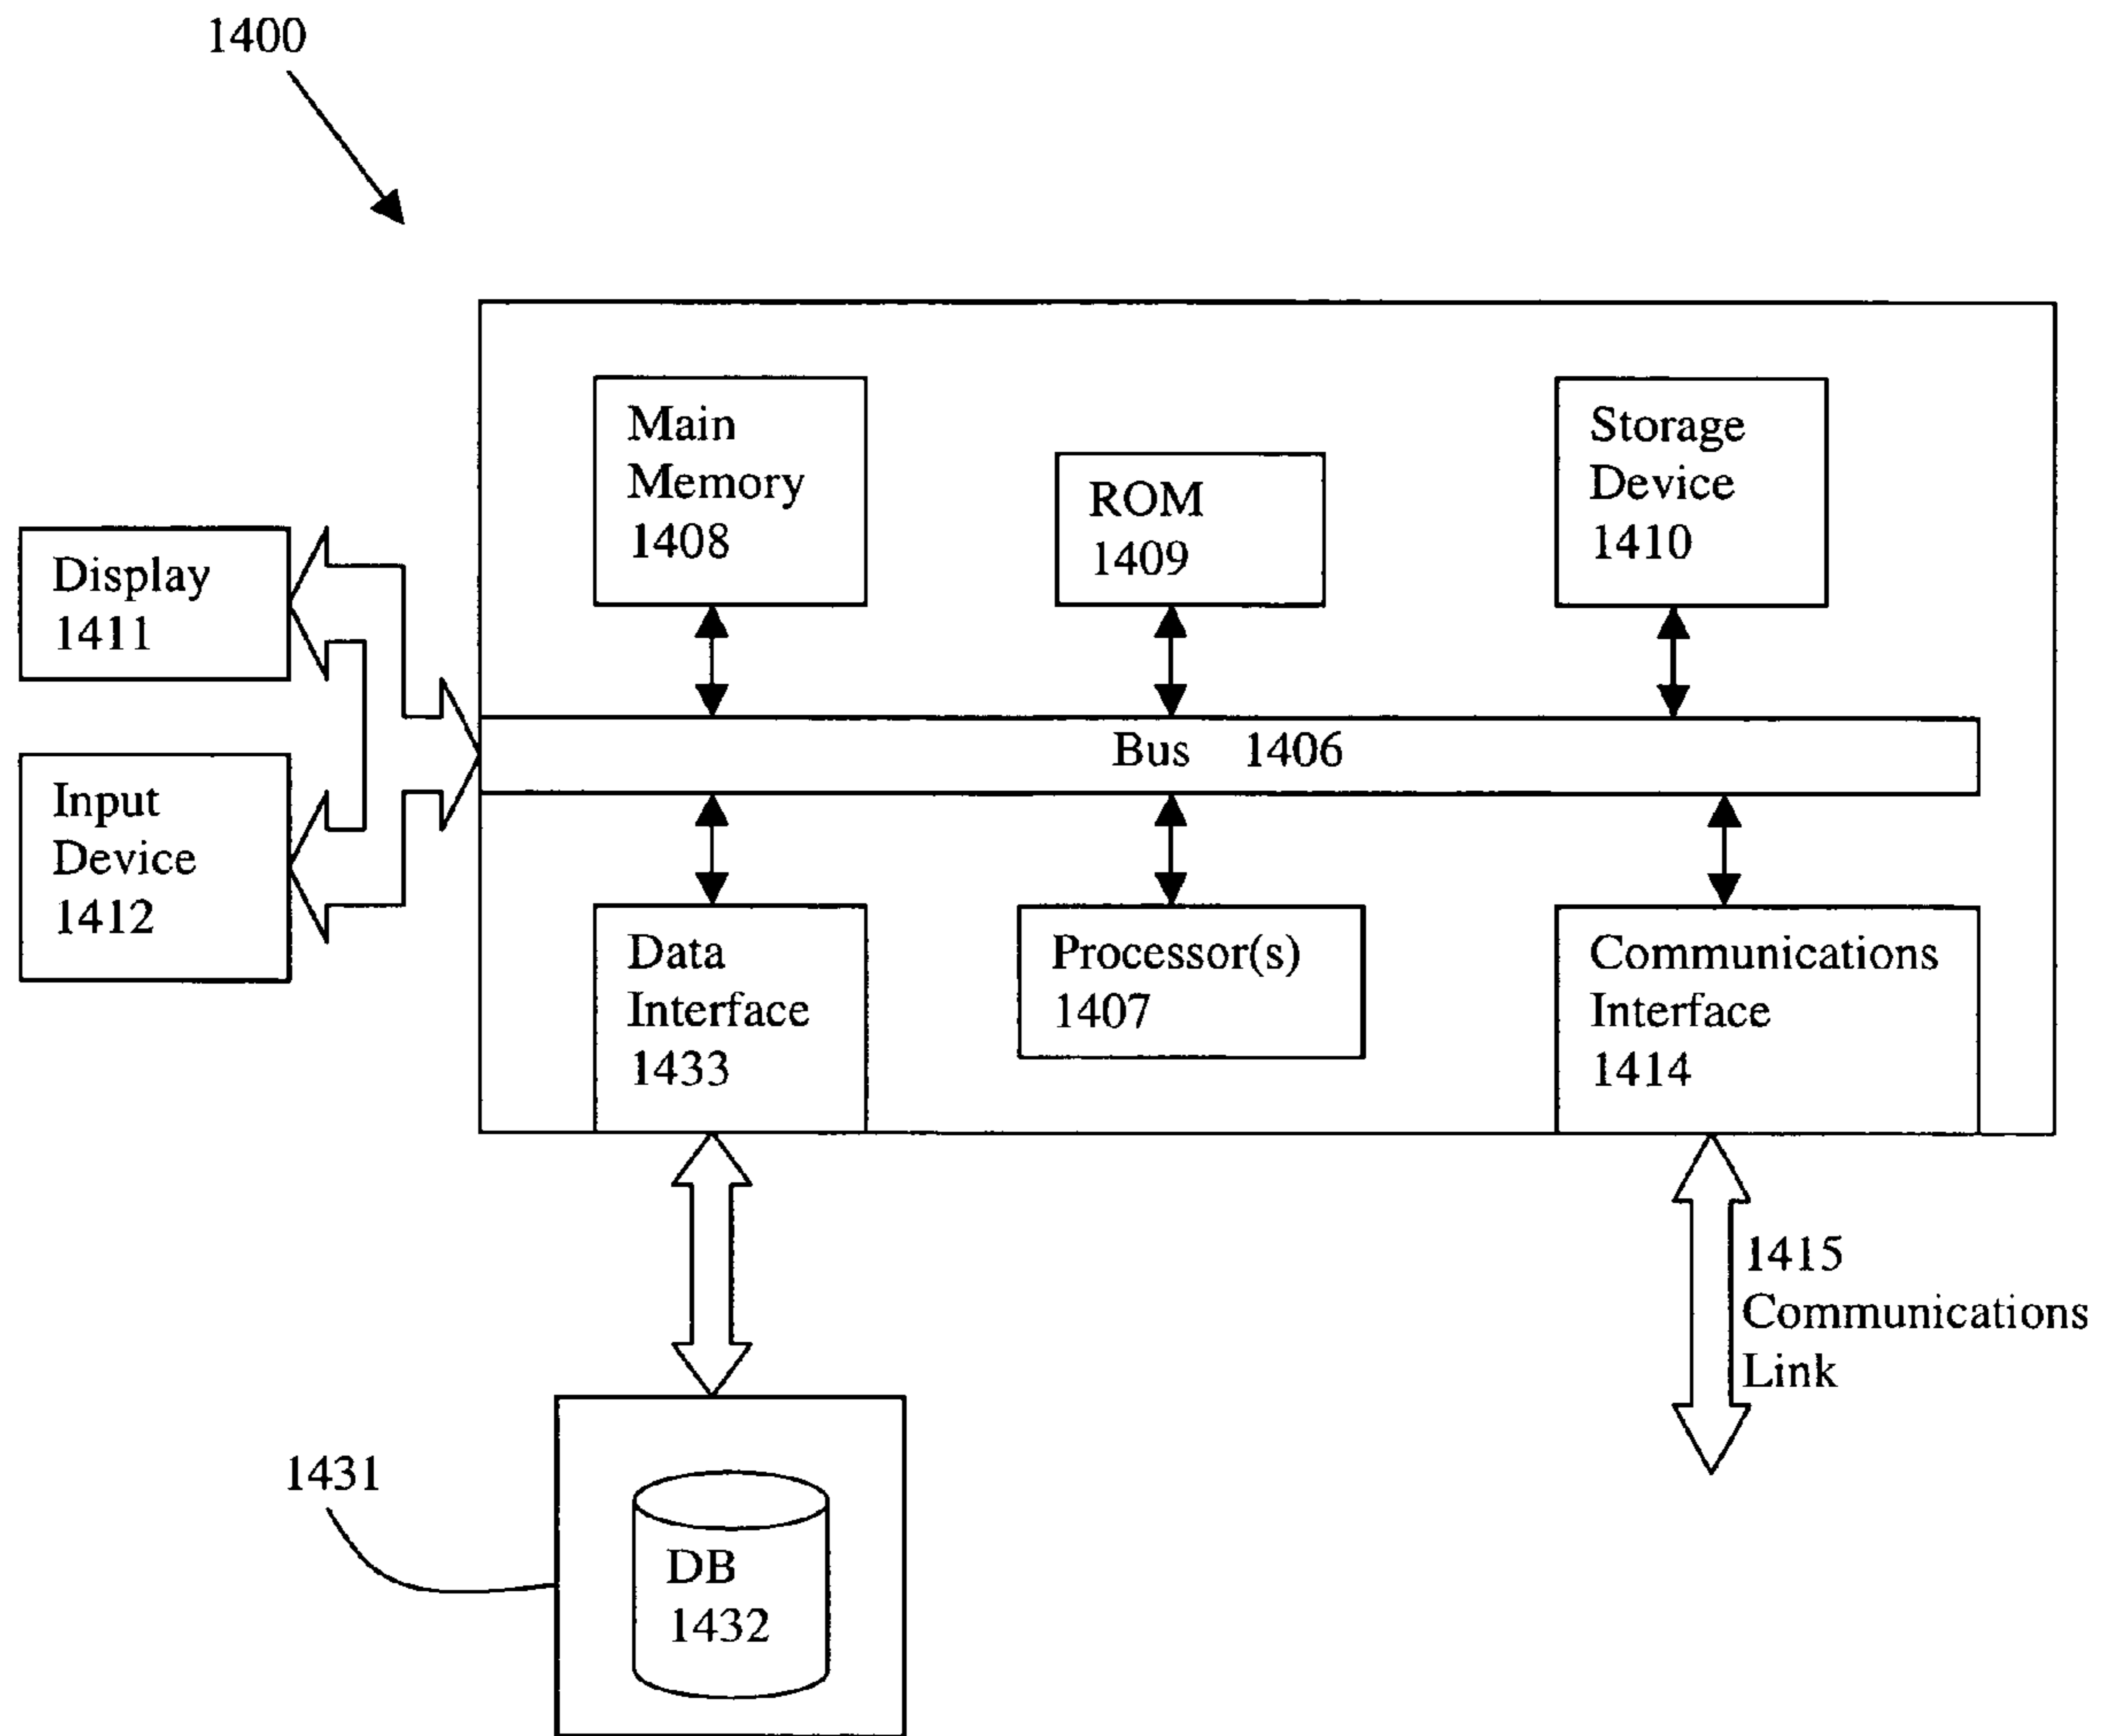 1400
Main
Memory
1408
ROM
1409
Storage
Device
1410
Display
1411
Bus 1406
Input
Device
1412
Data
Interface
1433
Processor(s)
1407
Communications
Interface
1414
1415
Communications
Link
1431
DB
1432